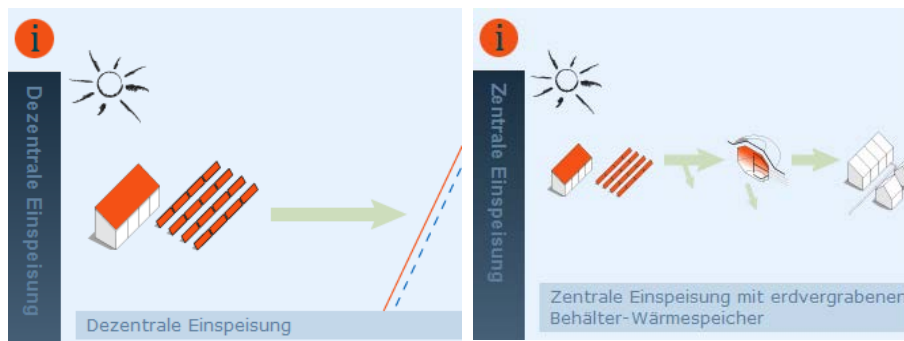 i
Dezentrale Einspeisung
Dezentrale Einspeisung
i
Zentrale Einspeisung
Zentrale Einspeisung mit erdvergrabenen
Behälter-Wärmespeicher